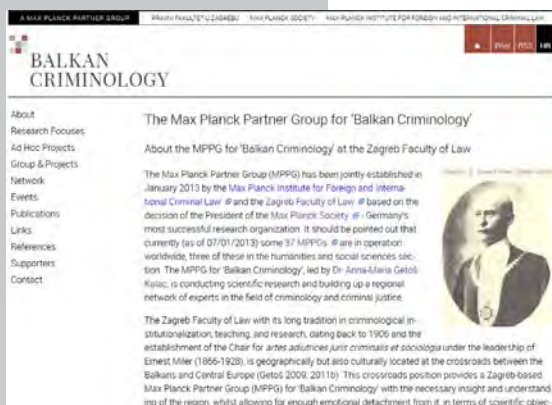 A MAX PLANCK PARTNER GROUP
PRAVNI FAKULTET U ZAGREBU
MAX PLANCK SOCIETY
MAX PLANCK INSTITUTE FOR FOREIGN AND INTERNATIONAL CRIMINAL LAW
Print RSS HR
BALKAN
CRIMINOLOGY
About
Research Focuses
Ad Hoc Projects
Group & Projects
Network
Events
Publications
Links
References
Supporters
Contact
The Max Planck Partner Group for 'Balkan Criminology'
About the MPPG for 'Balkan Criminology' at the Zagreb Faculty of Law
The Max Planck Partner Group (MPPG) has been jointly established in
January 2013 by the Max Planck Institute for Foreign and Interna-
tional Criminal Law and the Zagreb Faculty of Law based on the
decision of the President of the Max Planck Society - Germany's
most successful research organization. It should be pointed out that
currently (as of 07/01/2013) some 37 MPPGs are in operation
worldwide, three of these in the humanities and social sciences sec-
tion. The MPPG for 'Balkan Criminology', led by Dr. Anna-Maria Getoš
Kalac, is conducting scientific research and building up a regional
network of experts in the field of criminology and criminal justice.
The Zagreb Faculty of Law with its long tradition in criminological in-
stitutionalization, teaching, and research, dating back to 1906 and the
establishment of the Chair for artes adiutrices juris criminalis et sociologia under the leadership of
Ernest Miler (1866-1928), is geographically but also culturally located at the crossroads between the
Balkans and Central Europe (Getoš 2009, 2011b). This crossroads position provides a Zagreb-based
Max Planck Partner Group (MPPG) for 'Balkan Criminology' with the necessary insight and understand-
ing of the region, whilst allowing for enough emotional detachment from it, in terms of scientific objec-